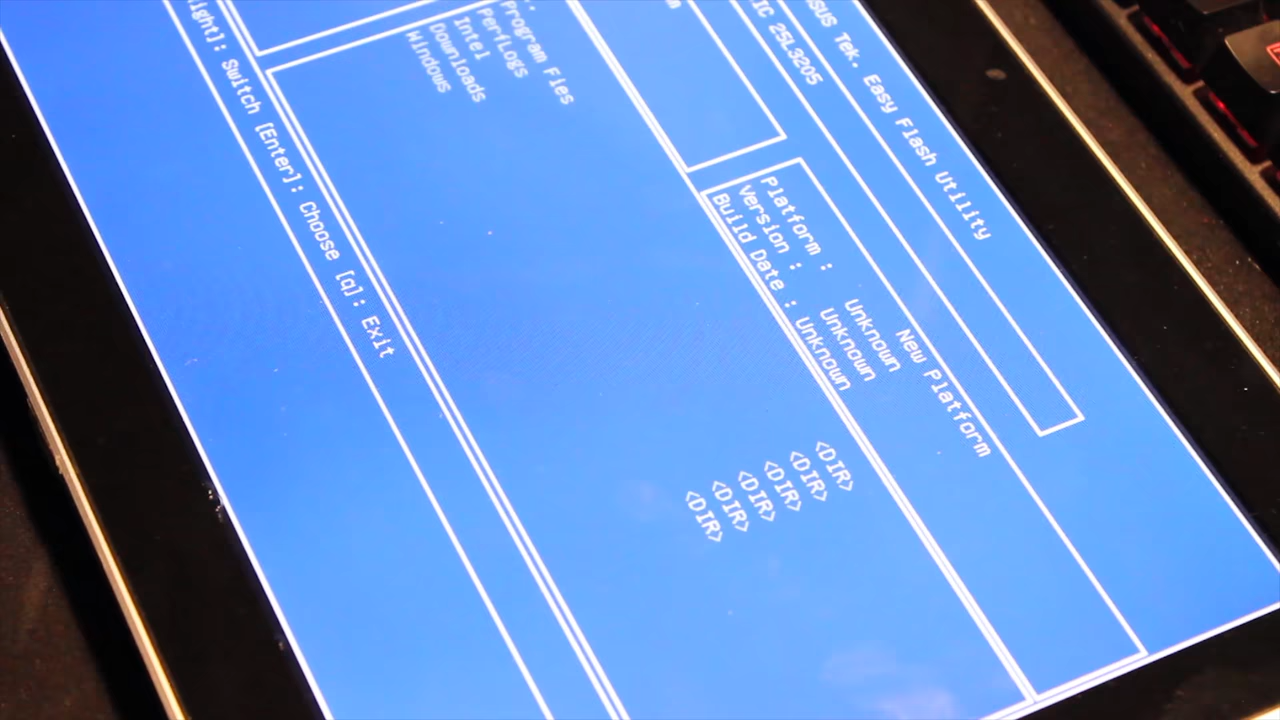 SUS Tek. Easy Flash Utility
IC 25L3205
New Platform
Platform : Unknown
Version : Unknown
Build Date : Unknown
.. <DIR>
Program Fies <DIR>
PerfLogs <DIR>
Intel <DIR>
Downloads <DIR>
Windows
ight]: Switch [Enter]: Choose [q]: Exit